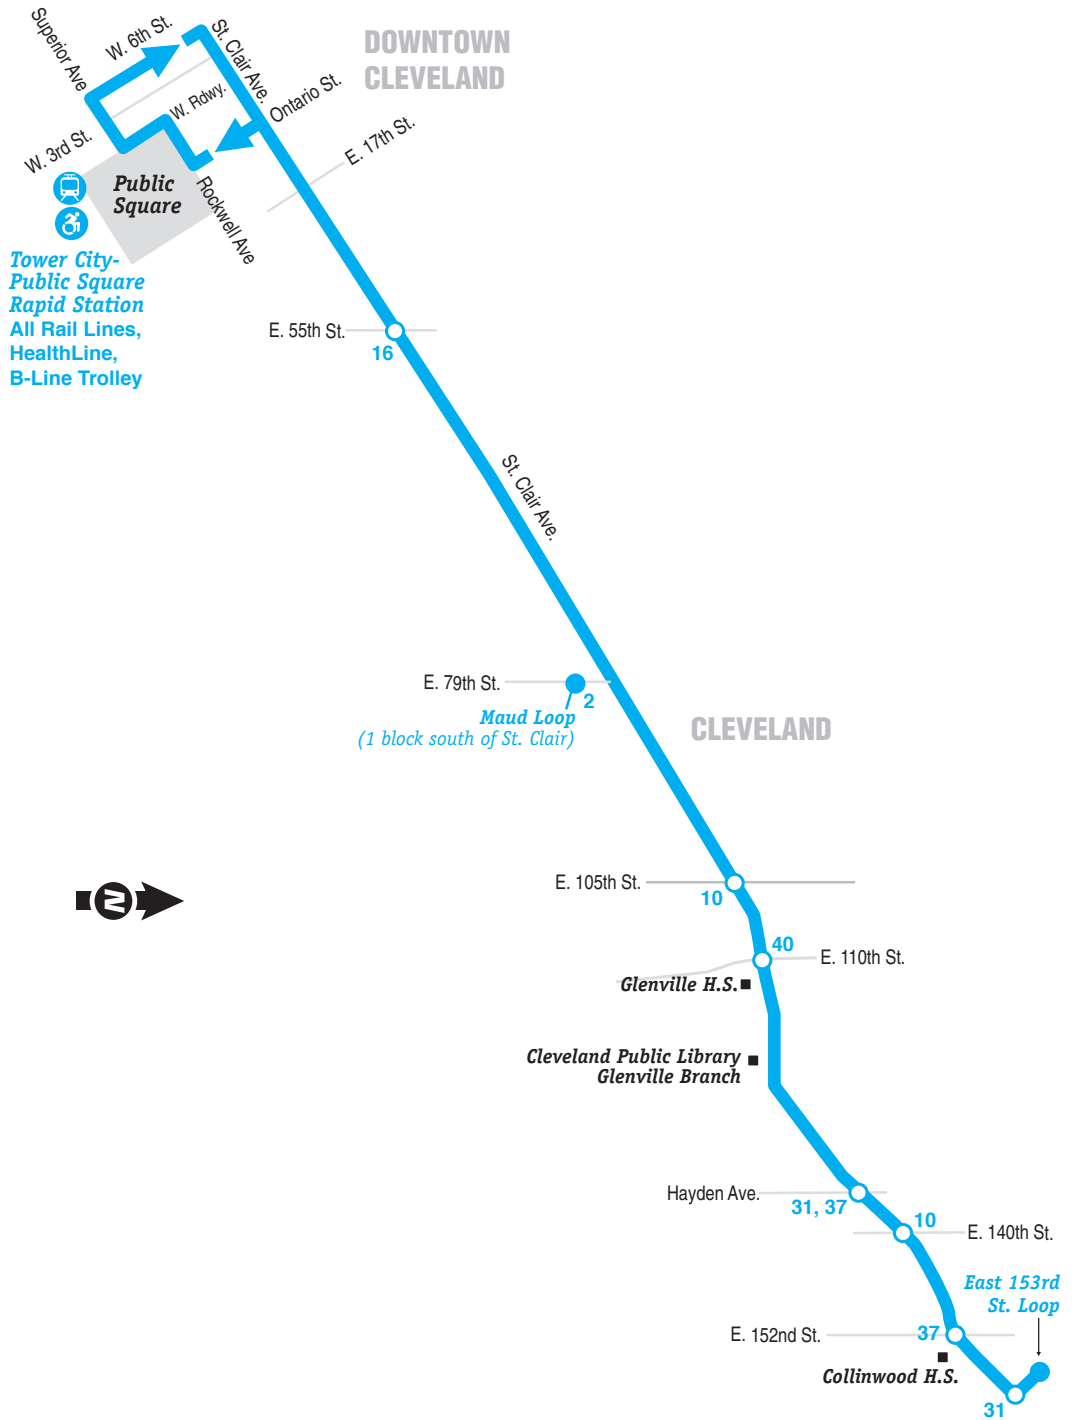 Superior Ave
W. 6th St.
St. Clair Ave.
DOWNTOWN
CLEVELAND
W. Rdwy.
Ontario St.
W. 3rd St.
E. 17th St.
Public
Square
Rockwell Ave
Tower City-
Public Square
Rapid Station
All Rail Lines,
HealthLine,
B-Line Trolley
E. 55th St.
16
St. Clair Ave.
E. 79th St.
2
Maud Loop
(1 block south of St. Clair)
CLEVELAND
E. 105th St.
10
N
40
E. 110th St.
Glenville H.S.
Cleveland Public Library
Glenville Branch
Hayden Ave.
31, 37
10
E. 140th St.
East 153rd
St. Loop
E. 152nd St.
37
Collinwood H.S.
31